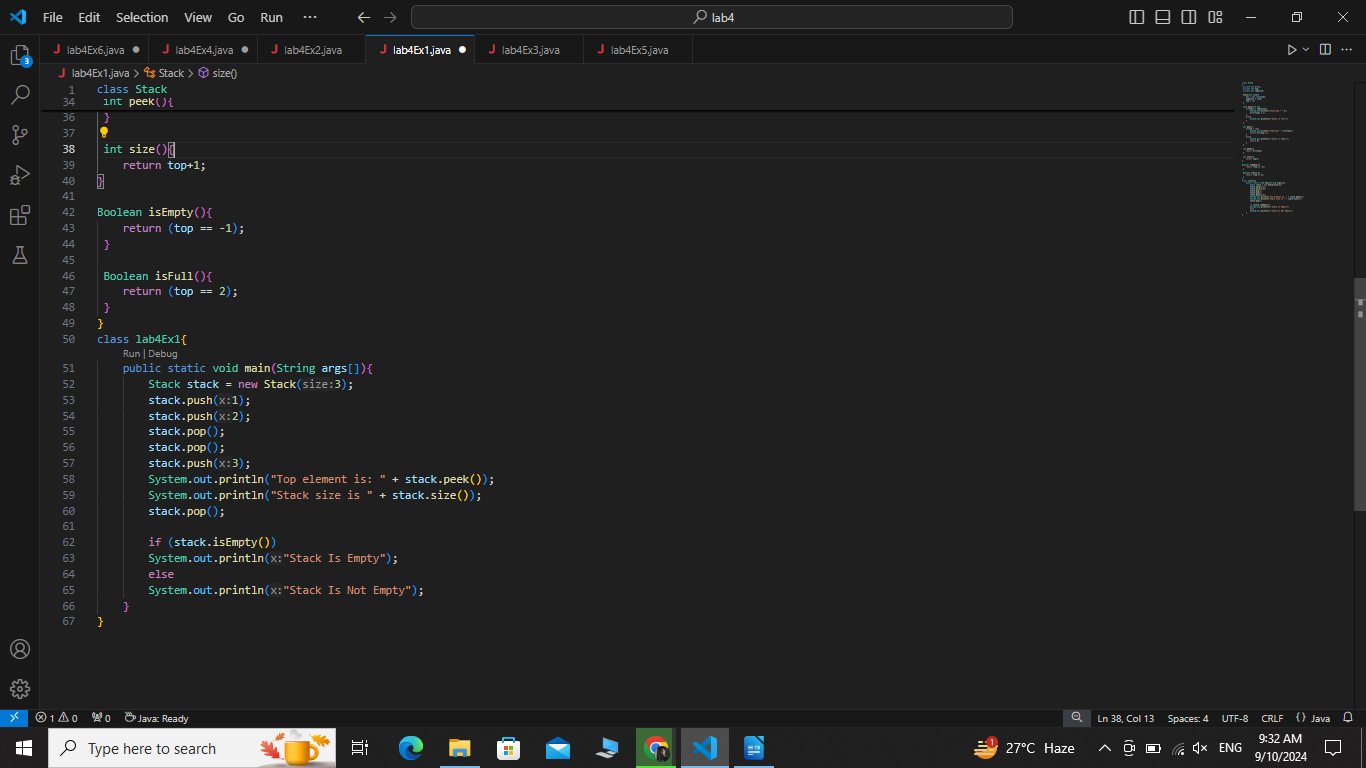 File Edit Selection View Go Run ··· lab4
lab4Ex6.java lab4Ex4.java lab4Ex2.java lab4Ex1.java lab4Ex3.java lab4Ex5.java
lab4Ex1.java > Stack > size()
1 class Stack
34 int peek(){
36 }
37
38 int size(){
39 return top+1;
40 }
41
42 Boolean isEmpty(){
43 return (top == -1);
44 }
45
46 Boolean isFull(){
47 return (top == 2);
48 }
49 }
50 class lab4Ex1{
Run | Debug
51 public static void main(String args[]){
52 Stack stack = new Stack(size:3);
53 stack.push(x:1);
54 stack.push(x:2);
55 stack.pop();
56 stack.pop();
57 stack.push(x:3);
58 System.out.println("Top element is: " + stack.peek());
59 System.out.println("Stack size is " + stack.size());
60 stack.pop();
61
62 if (stack.isEmpty())
63 System.out.println(x:"Stack Is Empty");
64 else
65 System.out.println(x:"Stack Is Not Empty");
66 }
67 }
3
1 0 0 Java: Ready Ln 38, Col 13 Spaces: 4 UTF-8 CRLF {} Java
Type here to search 1 27°C Haze ENG 9:32 AM
9/10/2024